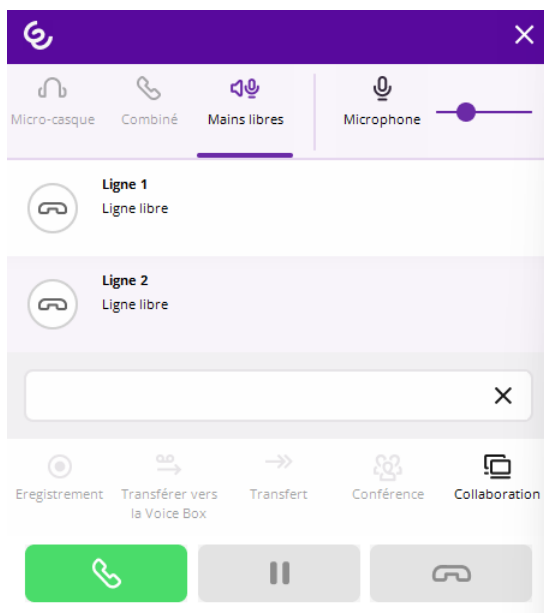 Micro-casque Combiné Mains libres Microphone
Ligne 1
Ligne libre
Ligne 2
Ligne libre
Eregistrement Transférer vers Transfert Conférence Collaboration
la Voice Box